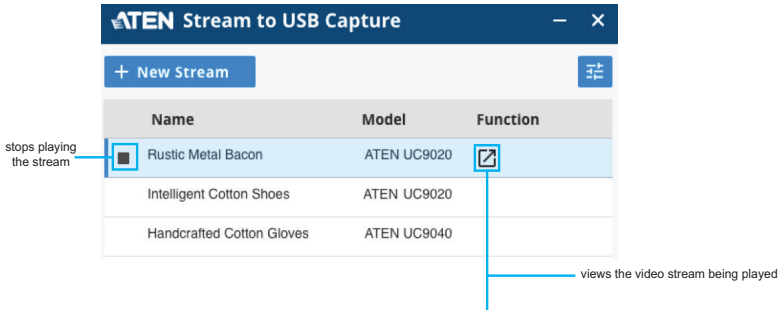 ATEN Stream to USB Capture
+ New Stream
Name Model Function
stops playing
the stream
Rustic Metal Bacon ATEN UC9020
Intelligent Cotton Shoes ATEN UC9020
Handcrafted Cotton Gloves ATEN UC9040
views the video stream being played